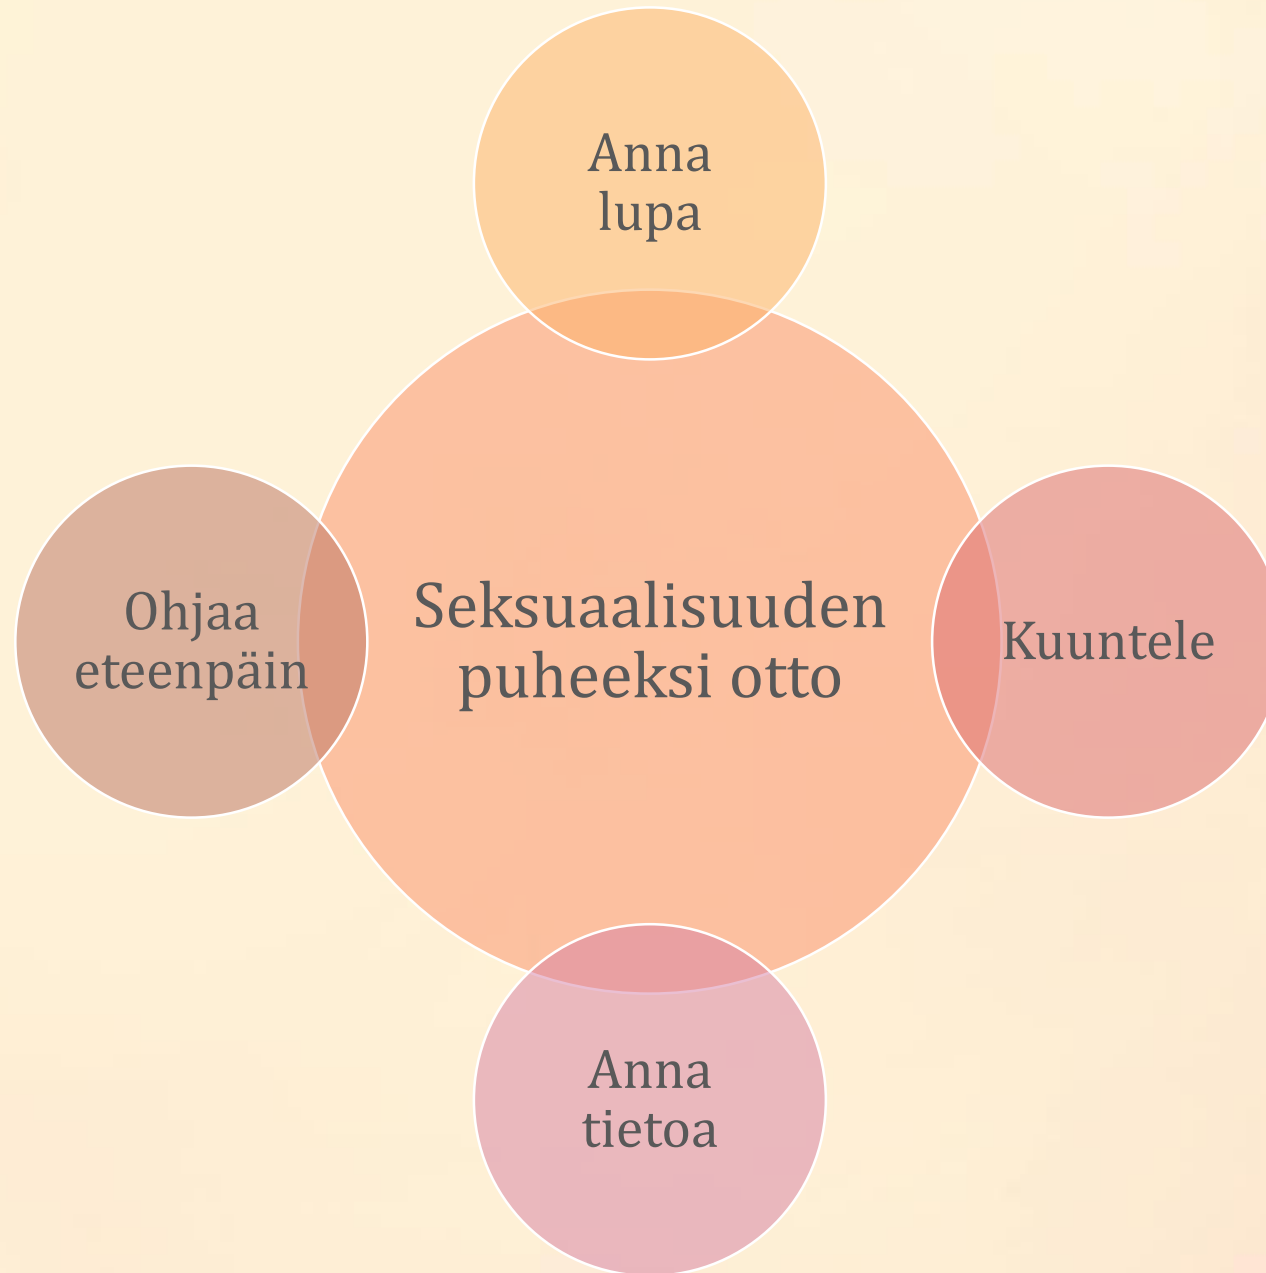 Anna
lupa
Ohjaa
eteenpäin
Seksuaalisuuden
puheeksi otto
Kuuntele
Anna
tietoa